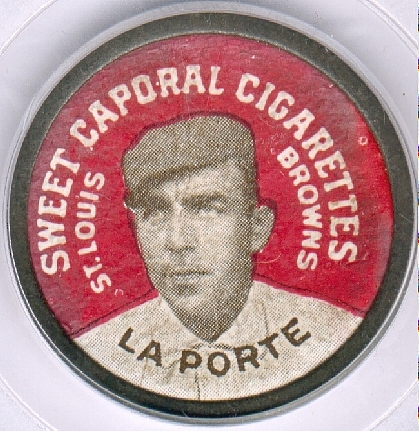 SWEET CAPORAL CIGARETTES
ST. LOUIS
BROWNS
LA PORTE